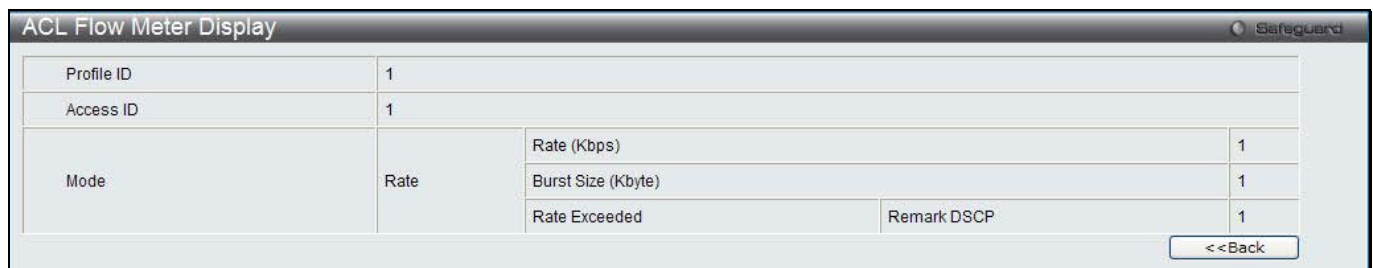 ACL Flow Meter Display Safeguard
Profile ID 1
Access ID 1
Mode Rate Rate (Kbps) 1
Burst Size (Kbyte) 1
Rate Exceeded Remark DSCP 1
<<Back